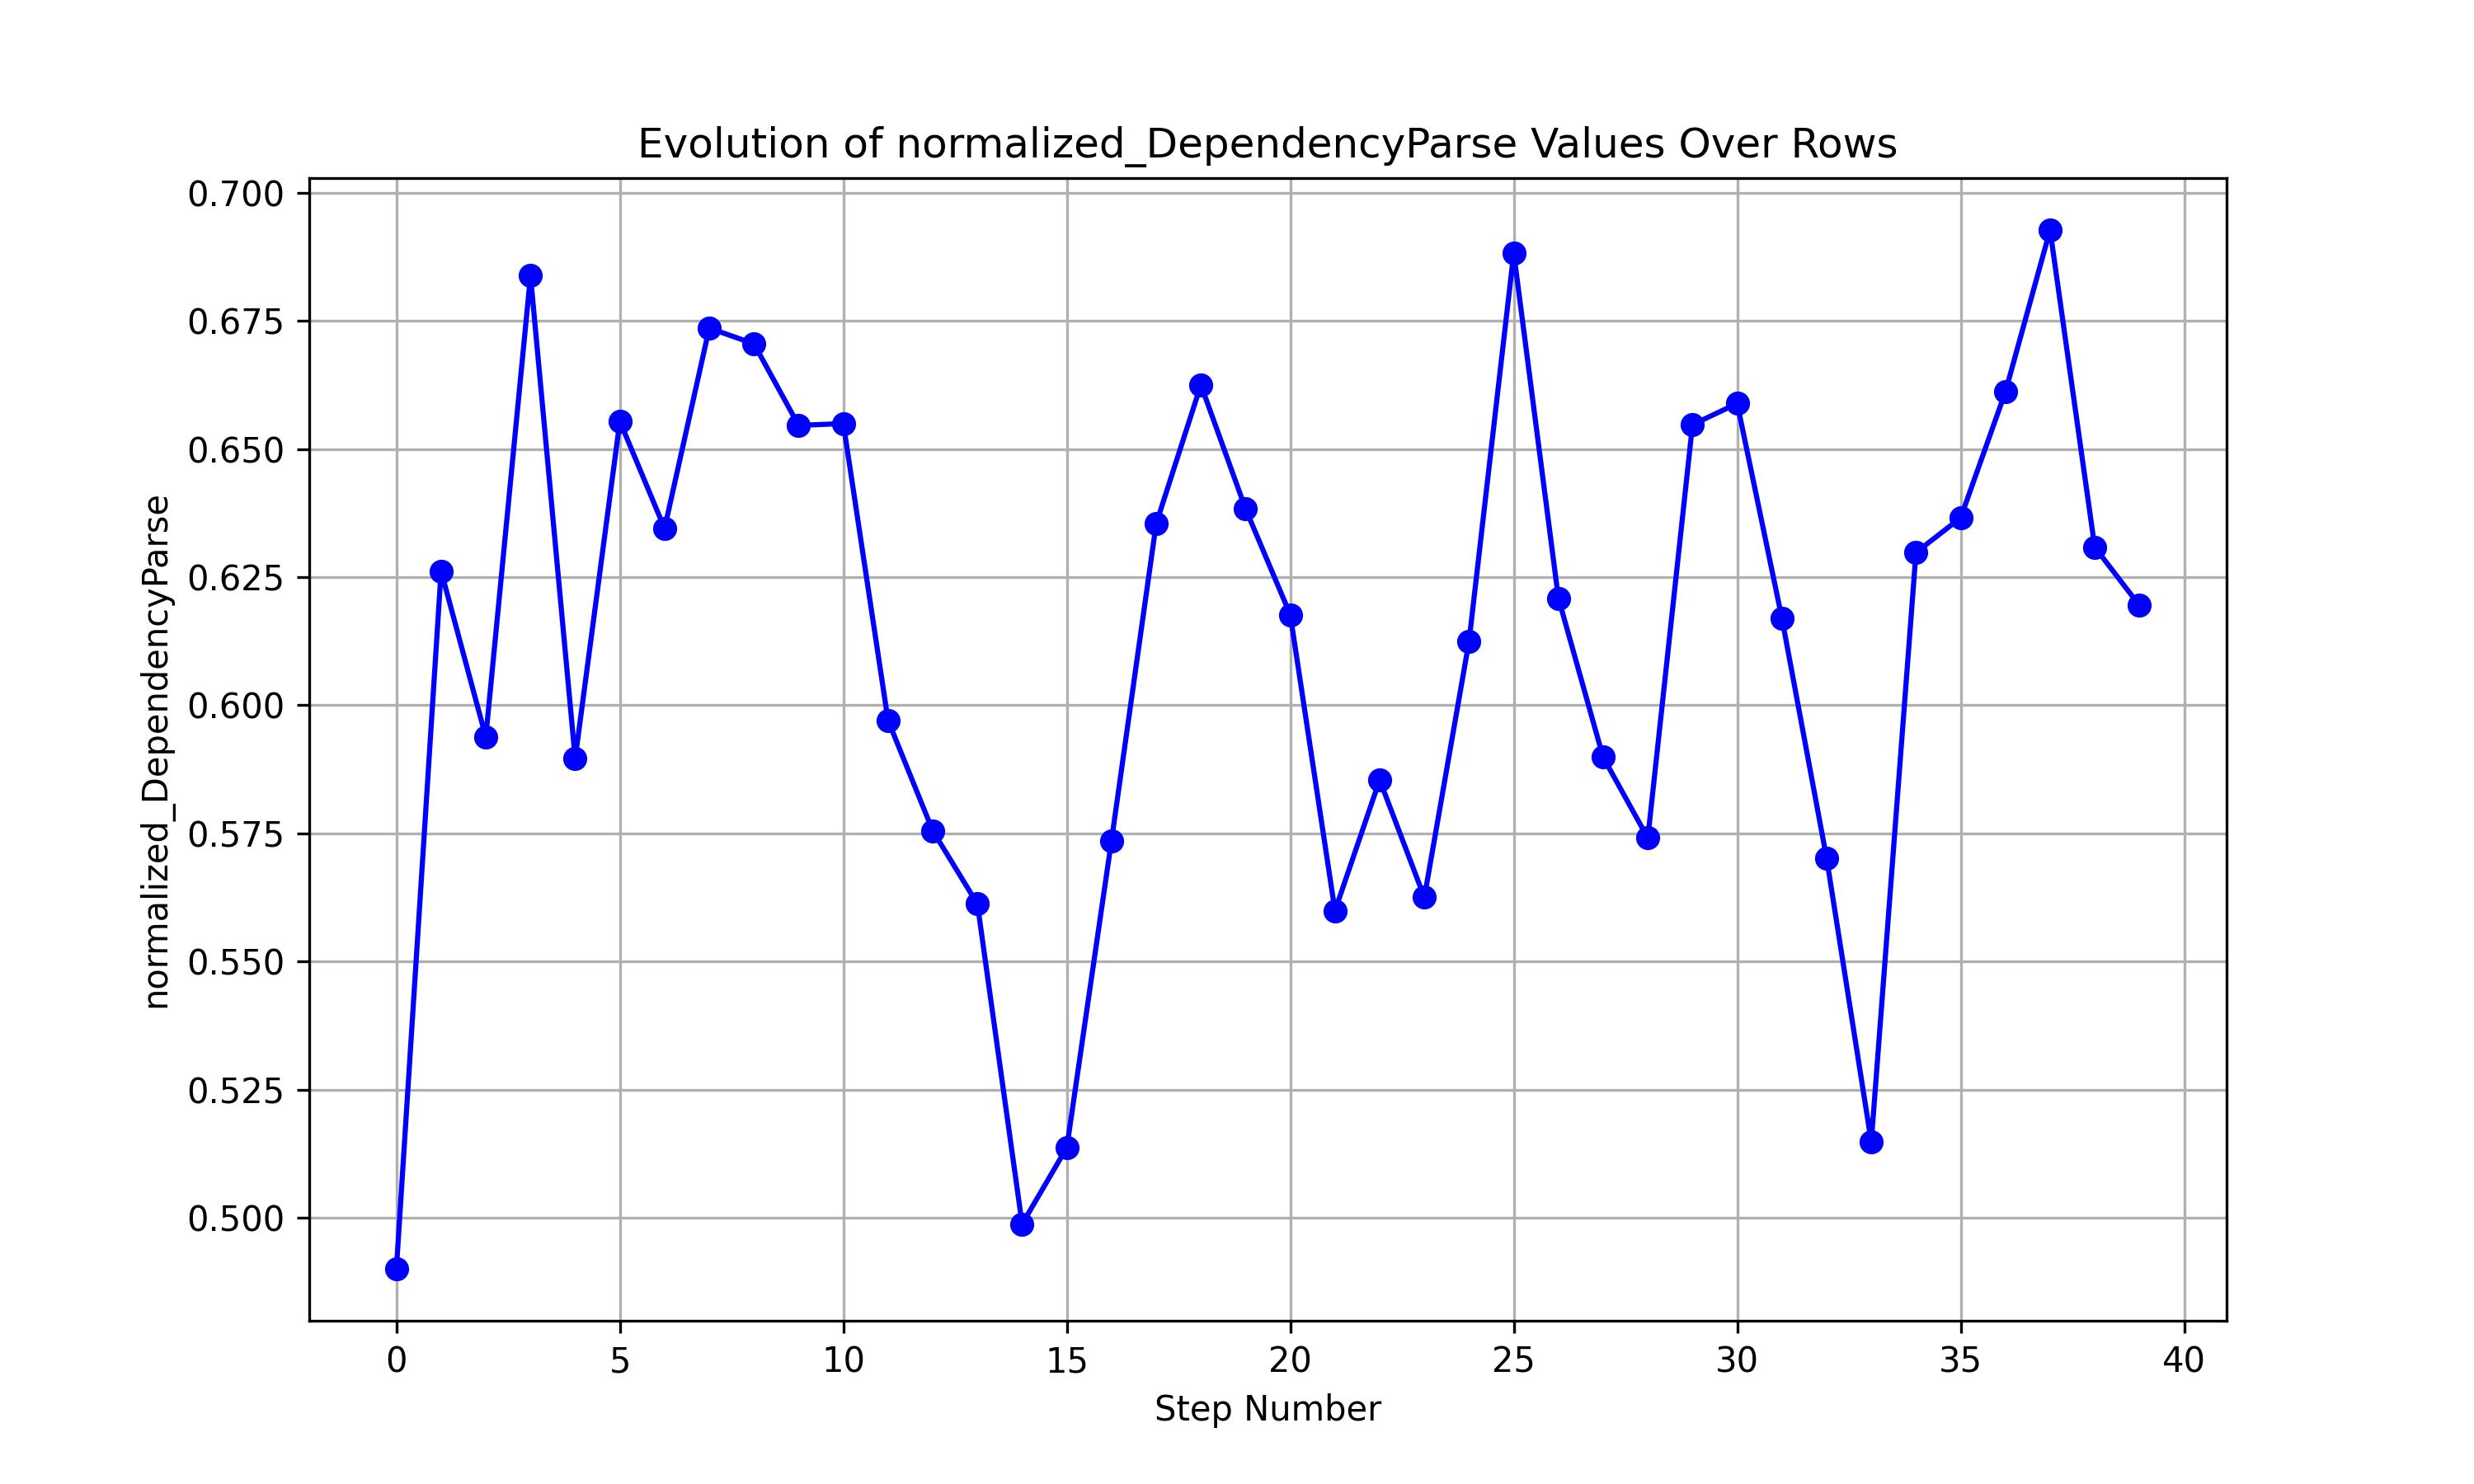 Evolution of normalized_DependencyParse Values Over Rows
normalized_DependencyParse
0.700
0.675
0.650
0.625
0.600
0.575
0.550
0.525
0.500
0 5 10 15 20 25 30 35 40
Step Number